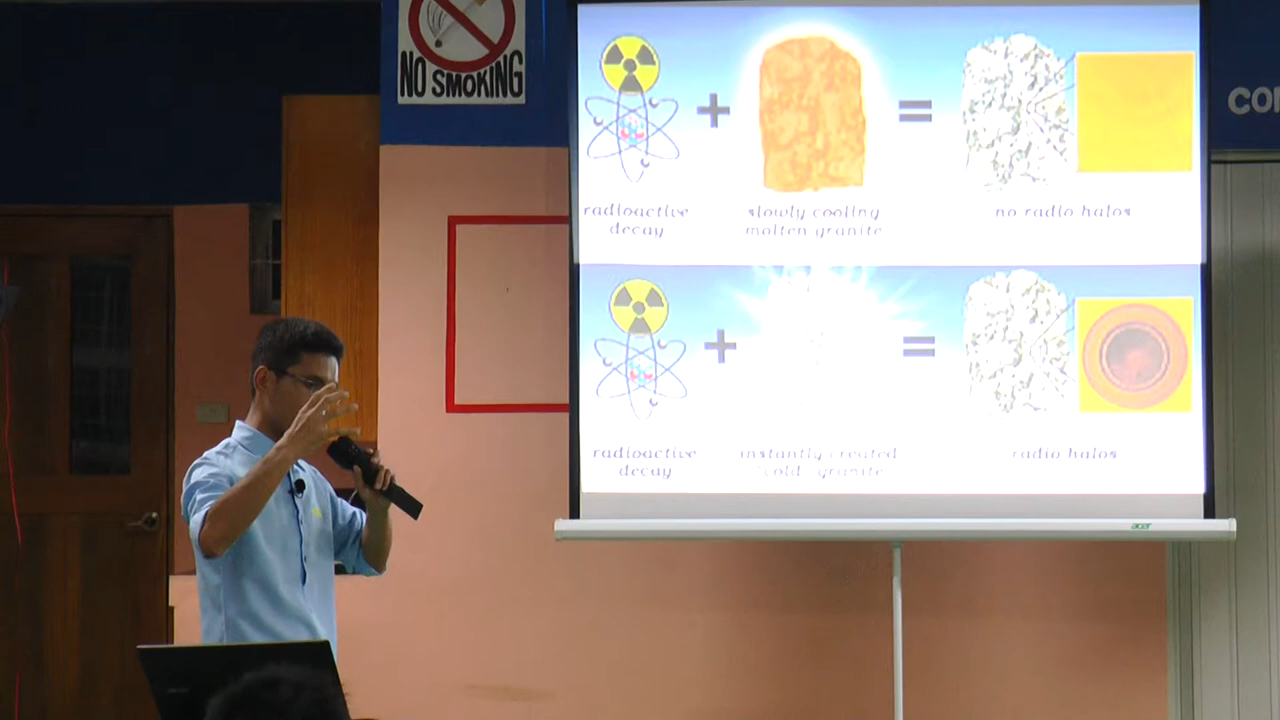 NO SMOKING
CO
+
=
radioactive
decay
slowly cooling
molten granite
no radio halos
+
=
radioactive
decay
instantly created
"cold" granite
radio halos
acer